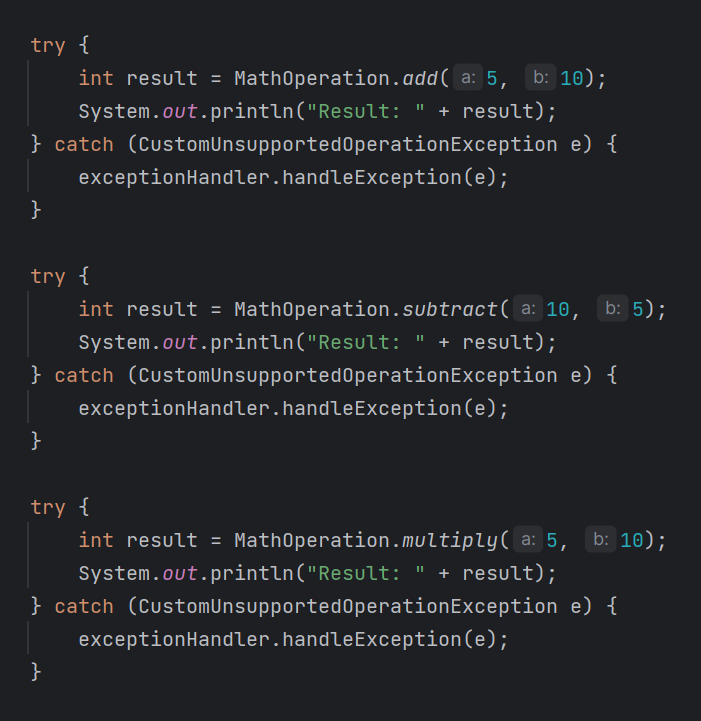 try {
    int result = MathOperation.add( a: 5, b: 10);
    System.out.println("Result: " + result);
} catch (CustomUnsupportedOperationException e) {
    exceptionHandler.handleException(e);
}

try {
    int result = MathOperation.subtract( a: 10, b: 5);
    System.out.println("Result: " + result);
} catch (CustomUnsupportedOperationException e) {
    exceptionHandler.handleException(e);
}

try {
    int result = MathOperation.multiply( a: 5, b: 10);
    System.out.println("Result: " + result);
} catch (CustomUnsupportedOperationException e) {
    exceptionHandler.handleException(e);
}